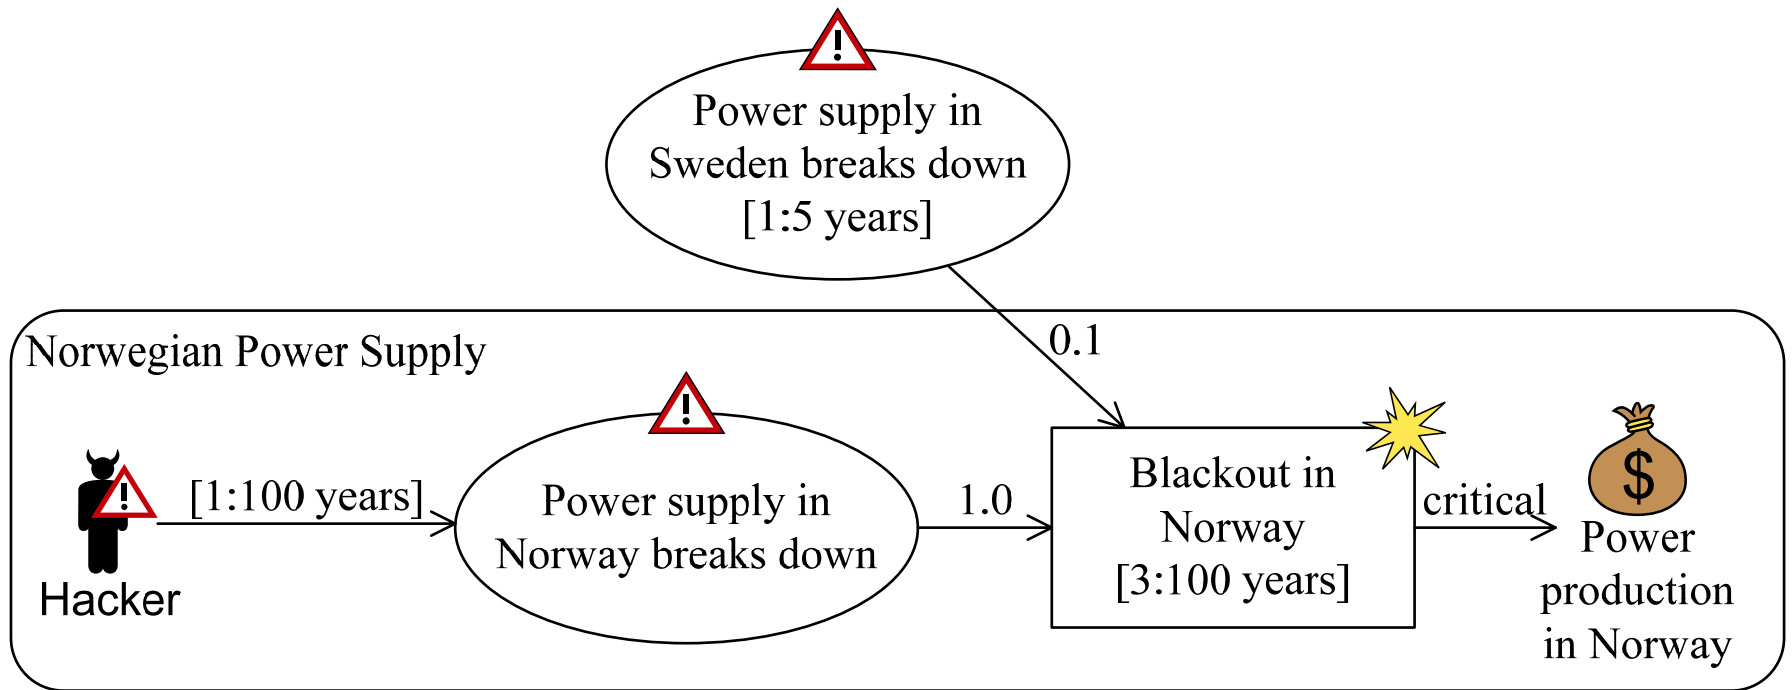 Power supply in
Sweden breaks down
[1:5 years]
0.1
Norwegian Power Supply
Hacker
[1:100 years]
Power supply in
Norway breaks down
1.0
Blackout in
Norway
[3:100 years]
critical
$
Power
production
in Norway